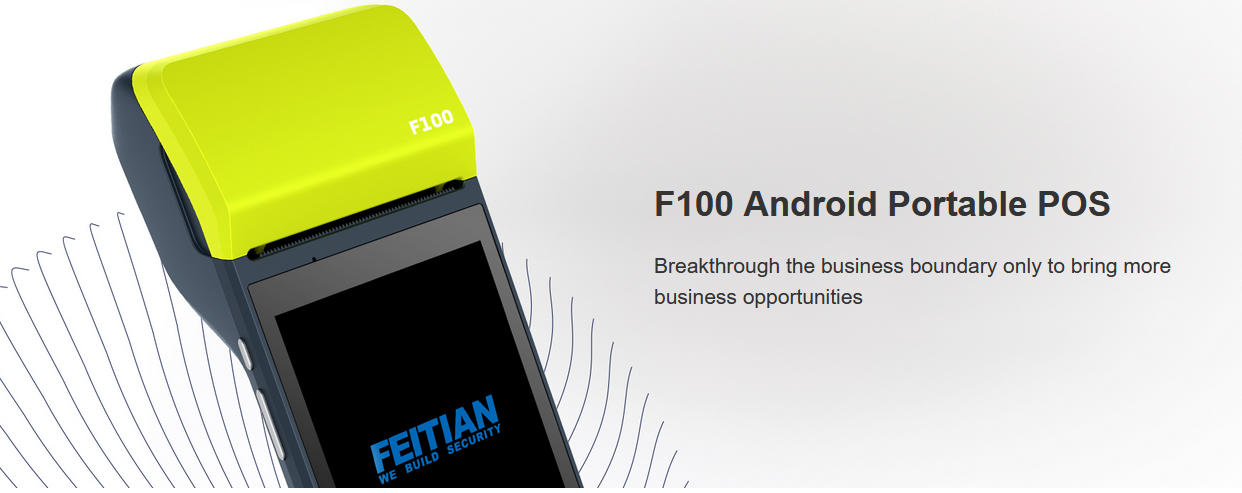 F100
F100 Android Portable POS
Breakthrough the business boundary only to bring more
business opportunities
FEITIAN
WE BUILD SECURITY